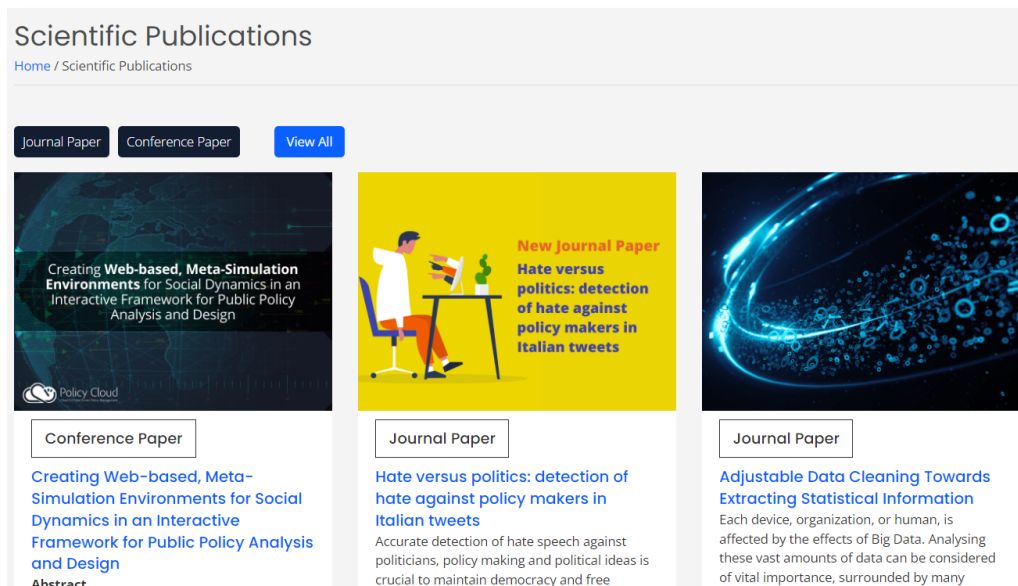 Scientific Publications
Home / Scientific Publications
Journal Paper
Conference Paper
View All
Creating Web-based, Meta-Simulation
Environments for Social Dynamics in an
Interactive Framework for Public Policy
Analysis and Design
Policy Cloud
Conference Paper
Creating Web-based, Meta-
Simulation Environments for Social
Dynamics in an Interactive
Framework for Public Policy Analysis
and Design
Abstract
New Journal Paper
Hate versus
politics: detection
of hate against
policy makers in
Italian tweets
Journal Paper
Hate versus politics: detection of
hate against policy makers in
Italian tweets
Accurate detection of hate speech against
politicians, policy making and political ideas is
crucial to maintain democracy and free
Journal Paper
Adjustable Data Cleaning Towards
Extracting Statistical Information
Each device, organization, or human, is
affected by the effects of Big Data. Analysing
these vast amounts of data can be considered
of vital importance, surrounded by many